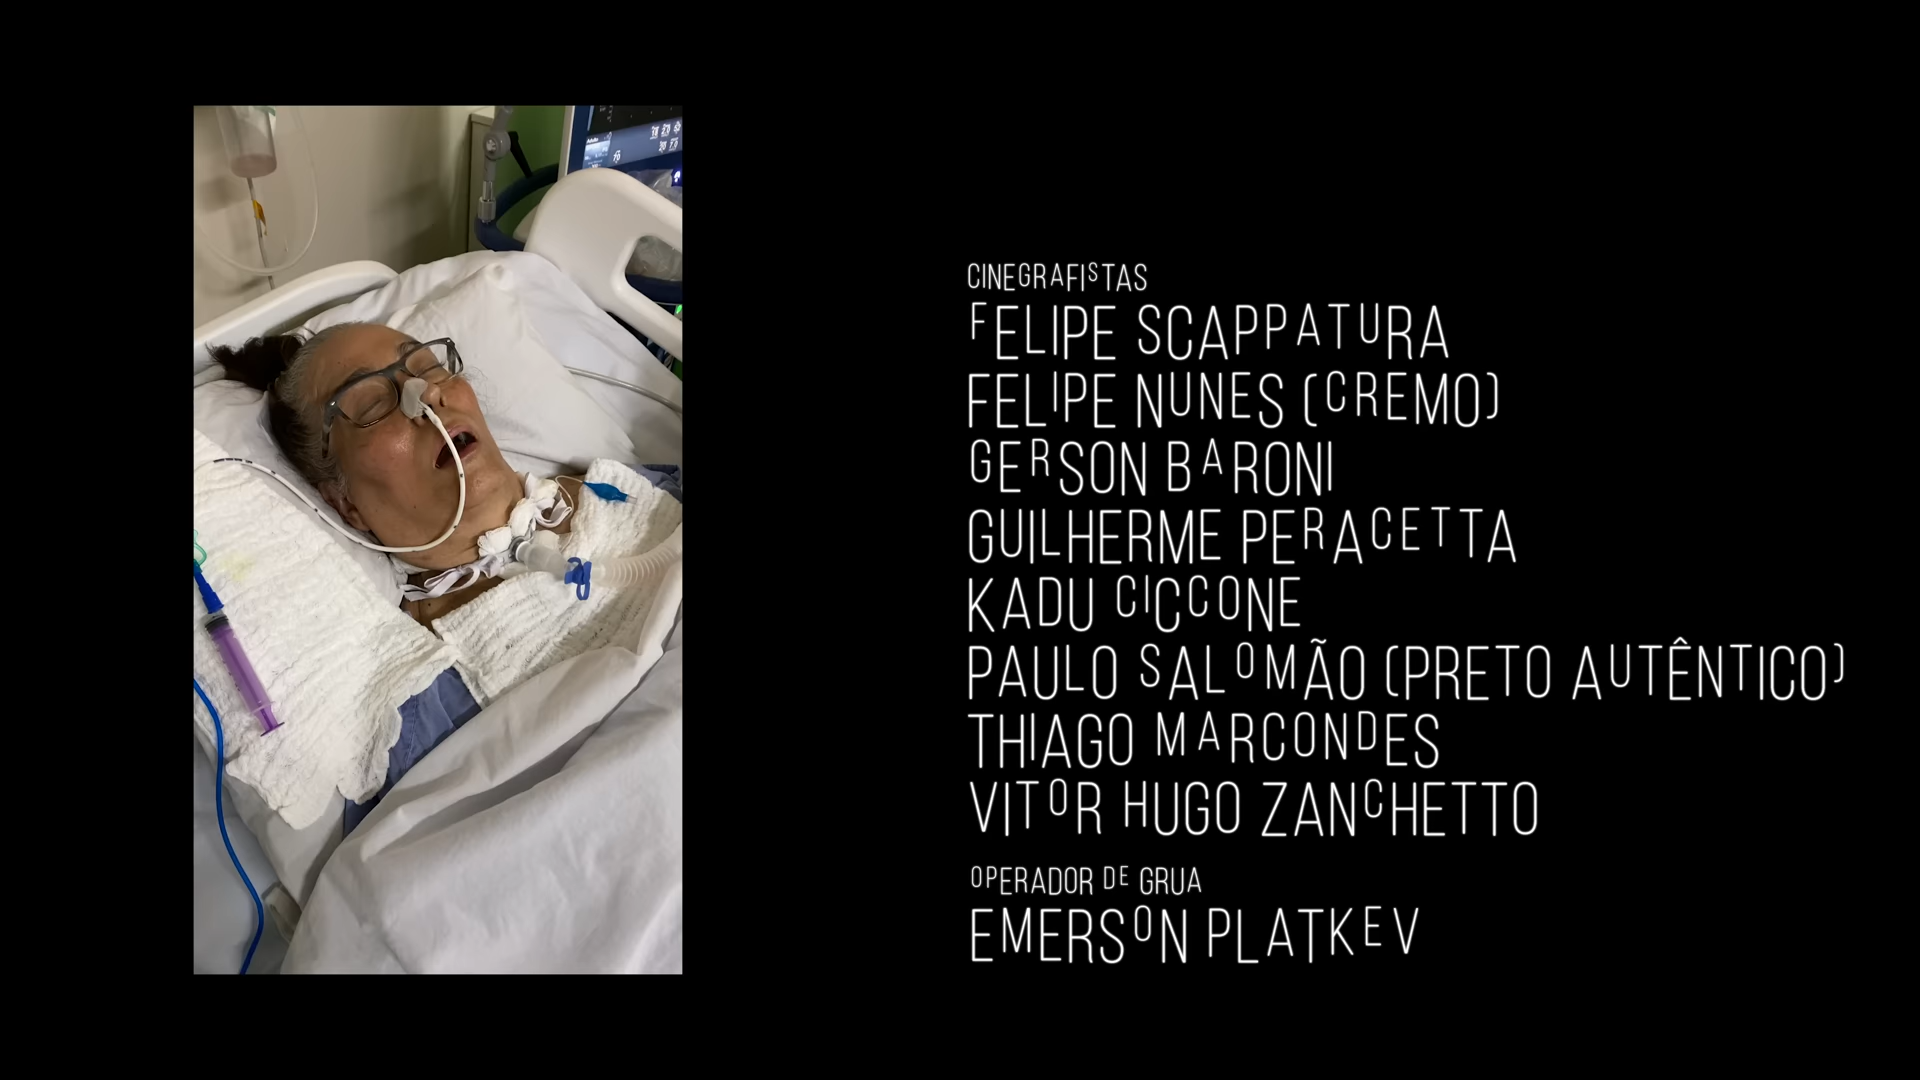 CINEGRAFISTAS
FELIPE SCAPPATURA
FELIPE NUNES (CREMO)
GERSON BARONI
GUILHERME PERACETTA
KADU CICCONE
PAULO SALOMÃO (PRETO AUTÊNTICO)
THIAGO MARCONDES
VITOR HUGO ZANCHETTO
OPERADOR DE GRUA
EMERSON PLATKEV